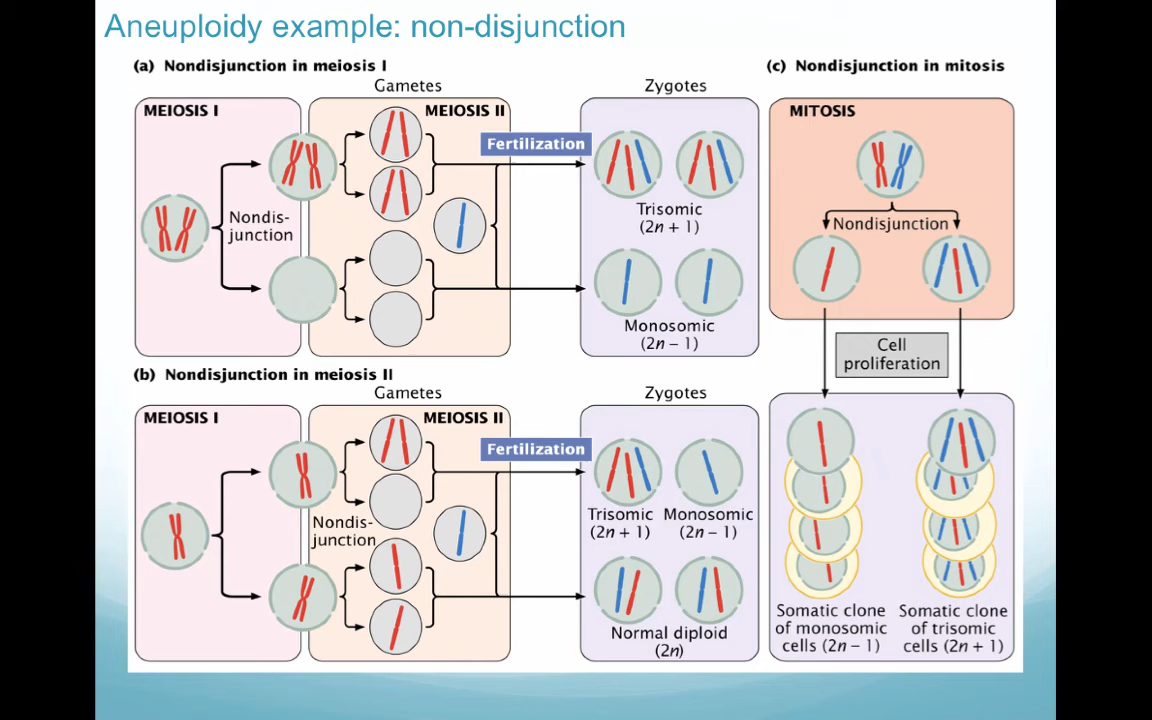 Aneuploidy example: non-disjunction
(a) Nondisjunction in meiosis I
Gametes
Zygotes
MEIOSIS I
MEIOSIS II
Fertilization
Nondis-
junction
Trisomic
(2n + 1)
Monosomic
(2n – 1)
(b) Nondisjunction in meiosis II
Gametes
Zygotes
MEIOSIS I
MEIOSIS II
Fertilization
Nondis-
junction
Trisomic
(2n + 1)
Monosomic
(2n – 1)
Normal diploid
(2n)
(c) Nondisjunction in mitosis
MITOSIS
Nondisjunction
Cell
proliferation
Somatic clone
of monosomic
cells (2n – 1)
Somatic clone
of trisomic
cells (2n + 1)